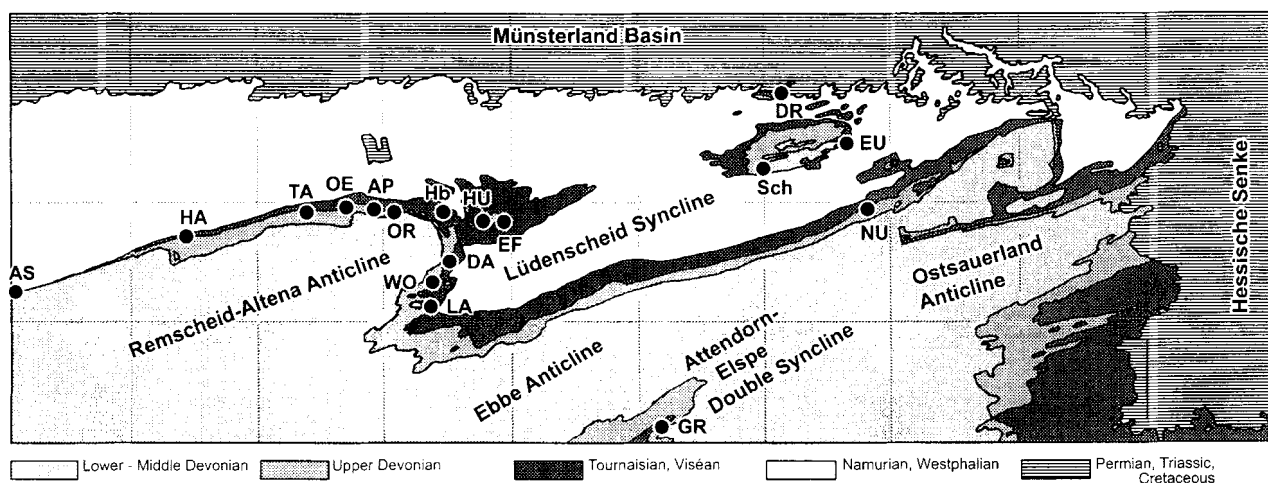 Münsterland Basin
DR
EU
Sch
TA
OE
AP
Hb
HU
HA
OR
EF
NU
AS
DA
WO
LA
Lüdenscheid Syncline
Remscheid-Altena Anticline
Ostsauerland
Anticline
Hessische Senke
Ebbe Anticline
Attendorn-
Elspe
Double Syncline
GR
Lower - Middle Devonian
Upper Devonian
Tournaisian, Viséan
Namurian, Westphalian
Permian, Triassic,
Cretaceous